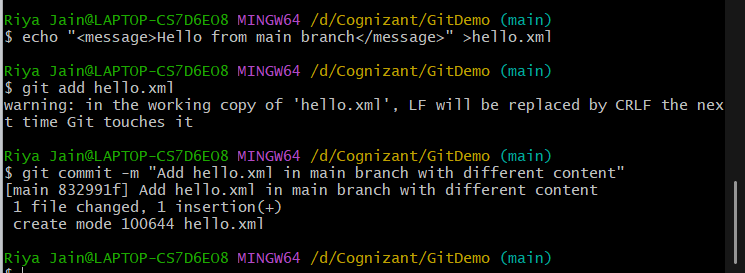 Riya Jain@LAPTOP-CS7D6EO8 MINGW64 /d/Cognizant/GitDemo (main)
$ echo "<message>Hello from main branch</message>" >hello.xml
Riya Jain@LAPTOP-CS7D6EO8 MINGW64 /d/Cognizant/GitDemo (main)
$ git add hello.xml
warning: in the working copy of 'hello.xml', LF will be replaced by CRLF the nex
t time Git touches it
Riya Jain@LAPTOP-CS7D6EO8 MINGW64 /d/Cognizant/GitDemo (main)
$ git commit -m "Add hello.xml in main branch with different content"
[main 832991f] Add hello.xml in main branch with different content
 1 file changed, 1 insertion(+)
 create mode 100644 hello.xml
Riya Jain@LAPTOP-CS7D6EO8 MINGW64 /d/Cognizant/GitDemo (main)
$